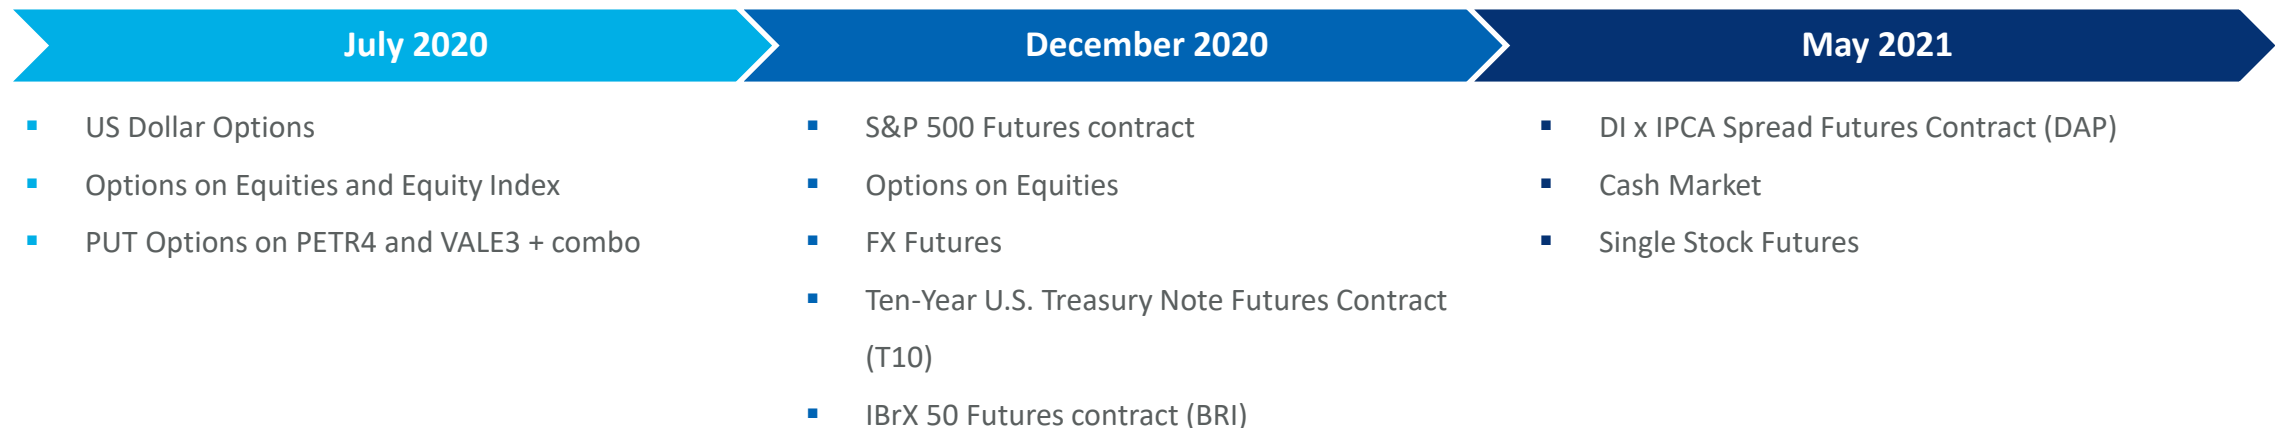 July 2020
US Dollar Options
Options on Equities and Equity Index
PUT Options on PETR4 and VALE3 + combo
December 2020
S&P 500 Futures contract
Options on Equities
FX Futures
Ten-Year U.S. Treasury Note Futures Contract
(T10)
IBrX 50 Futures contract (BRI)
May 2021
DI x IPCA Spread Futures Contract (DAP)
Cash Market
Single Stock Futures